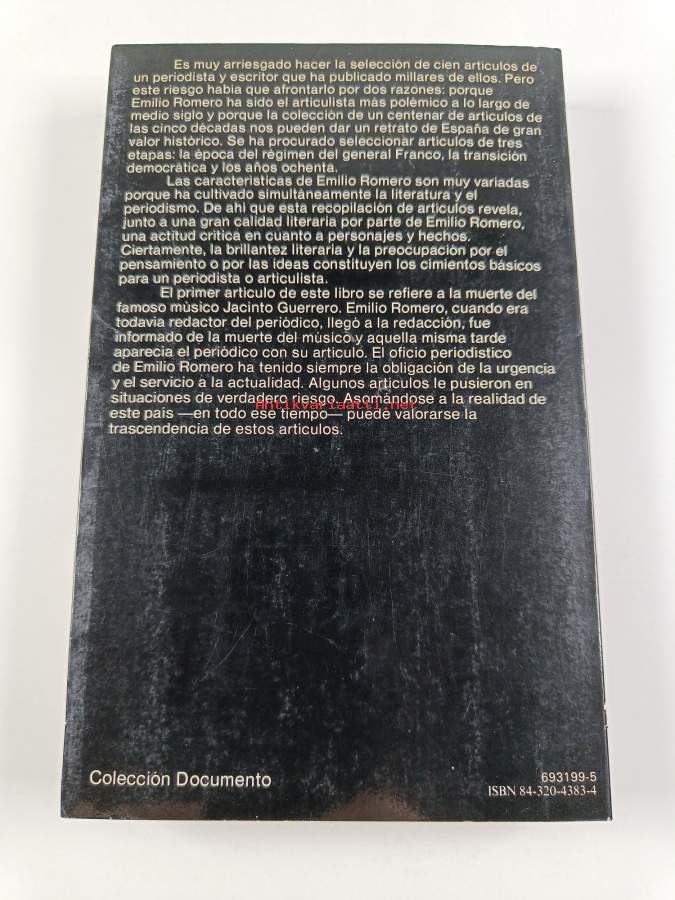 Es muy arriesgado hacer la selección de cien artículos de
un periodista y escritor que ha publicado millares de ellos. Pero
este riesgo había que afrontarlo por dos razones: porque
Emilio Romero ha sido el articulista más polémico a lo largo de
medio siglo y porque la colección de un centenar de artículos de
las cinco décadas nos pueden dar un retrato de España de gran
valor histórico. Se ha procurado seleccionar artículos de tres
etapas: la época del régimen del general Franco, la transición
democrática y los años ochenta.
Las características de Emilio Romero son muy variadas
porque ha cultivado simultáneamente la literatura y el
periodismo. De ahí que esta recopilación de artículos revela,
junto a una gran calidad literaria por parte de Emilio Romero,
una actitud crítica en cuanto a personajes y hechos.
Ciertamente, la brillantez literaria y la preocupación por el
pensamiento o por las ideas constituyen los cimientos básicos
para un periodista o articulista.
El primer artículo de este libro se refiere a la muerte del
famoso músico Jacinto Guerrero. Emilio Romero, cuando era
todavía redactor del periódico, llegó a la redacción, fue
informado de la muerte del músico y aquella misma tarde
aparecía el periódico con su artículo. El oficio periodístico
de Emilio Romero ha tenido siempre la obligación de la urgencia
y el servicio a la actualidad. Algunos artículos le pusieron en
situaciones de verdadero riesgo. Asomándose a la realidad de
este país —en todo ese tiempo— puede valorarse la
trascendencia de estos artículos.
Antikvariaatti.net
Colección Documento
693199-5
ISBN 84-320-4383-4